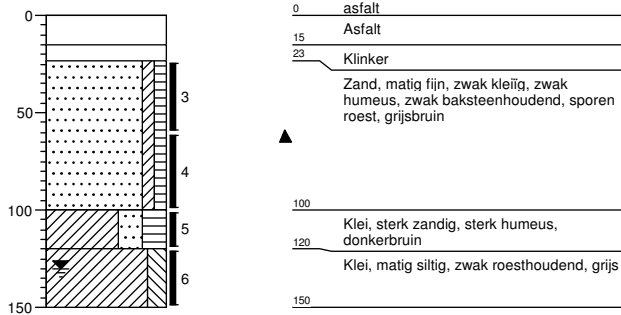 0
50
100
150
3
4
5
6
0 asfalt
Asfalt
15
23 Klinker
Zand, matig fijn, zwak kleiïg, zwak
humeus, zwak baksteenhoudend, sporen
roest, grijsbruin
100
Klei, sterk zandig, sterk humeus,
donkerbruin
120
Klei, matig siltig, zwak roesthoudend, grijs
150